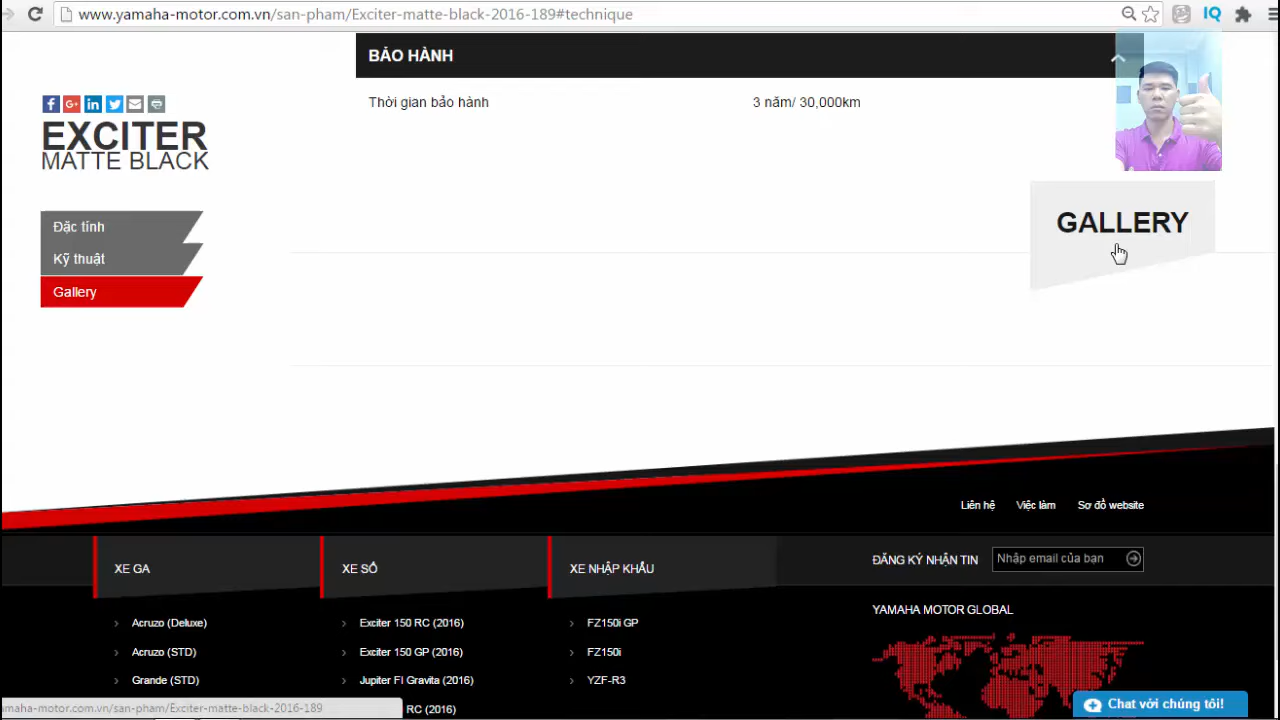 www.yamaha-motor.com.vn/san-pham/Exciter-matte-black-2016-189#technique
IQ
BẢO HÀNH
Thời gian bảo hành
3 năm/ 30,000km
EXCITER
MATTE BLACK
Đặc tính
Kỹ thuật
Gallery
GALLERY
Liên hệ
Việc làm
Sơ đồ website
XE GA
XE SỐ
XE NHẬP KHẨU
ĐĂNG KÝ NHẬN TIN
Nhập email của bạn
YAMAHA MOTOR GLOBAL
Acruzo (Deluxe)
Exciter 150 RC (2016)
FZ150i GP
Acruzo (STD)
Exciter 150 GP (2016)
FZ150i
Grande (STD)
Jupiter FI Gravita (2016)
YZF-R3
yamaha-motor.com.vn/san-pham/Exciter-matte-black-2016-189
RC (2016)
Chat với chúng tôi!